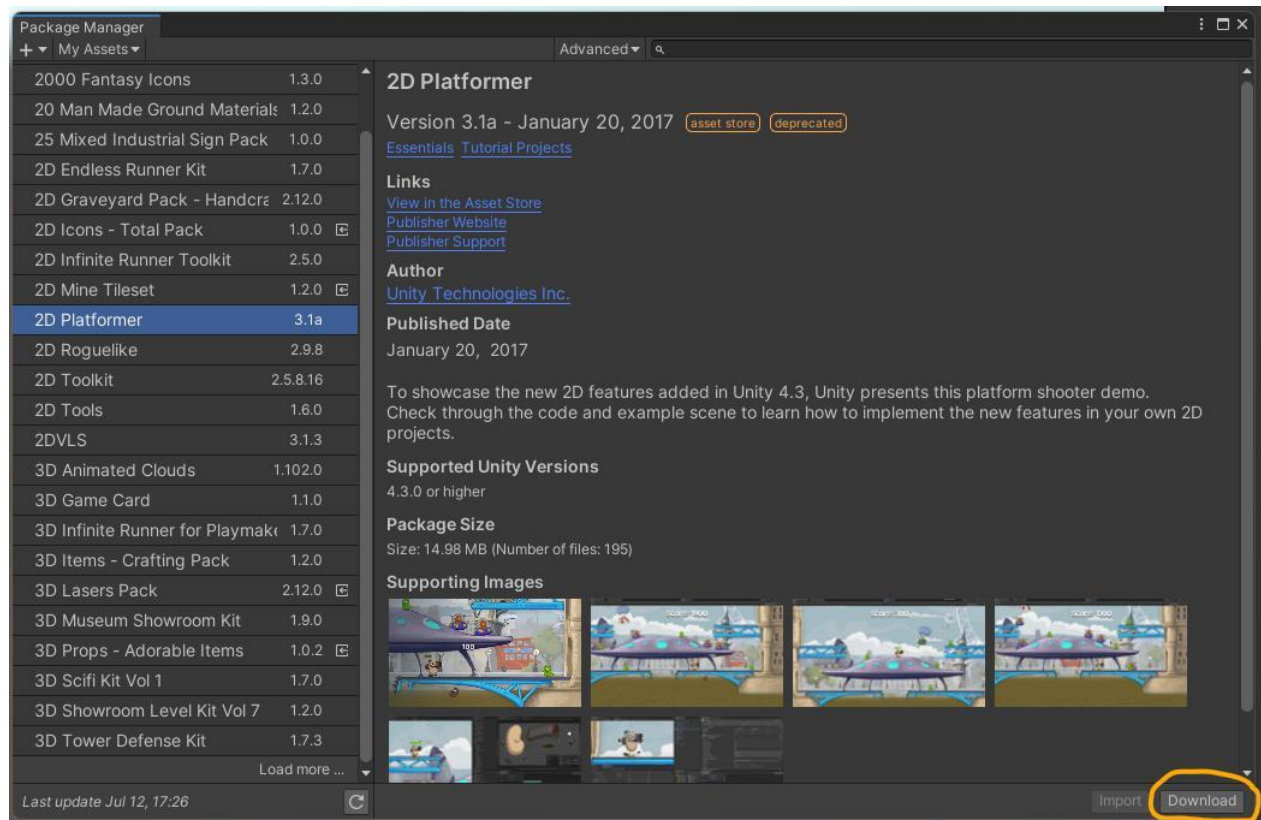 Package Manager
+ My Assets
Advanced
2000 Fantasy Icons 1.3.0
20 Man Made Ground Materials 1.2.0
25 Mixed Industrial Sign Pack 1.0.0
2D Endless Runner Kit 1.7.0
2D Graveyard Pack - Handcra 2.12.0
2D Icons - Total Pack 1.0.0
2D Infinite Runner Toolkit 2.5.0
2D Mine Tileset 1.2.0
2D Platformer 3.1a
2D Roguelike 2.9.8
2D Toolkit 2.5.8.16
2D Tools 1.6.0
2DVLS 3.1.3
3D Animated Clouds 1.102.0
3D Game Card 1.1.0
3D Infinite Runner for Playmake 1.7.0
3D Items - Crafting Pack 1.2.0
3D Lasers Pack 2.12.0
3D Museum Showroom Kit 1.9.0
3D Props - Adorable Items 1.0.2
3D Scifi Kit Vol 1 1.7.0
3D Showroom Level Kit Vol 7 1.2.0
3D Tower Defense Kit 1.7.3
Load more ...
Last update Jul 12, 17:26
2D Platformer
Version 3.1a - January 20, 2017 asset store deprecated
Essentials Tutorial Projects
Links
View in the Asset Store
Publisher Website
Publisher Support
Author
Unity Technologies Inc.
Published Date
January 20, 2017
To showcase the new 2D features added in Unity 4.3, Unity presents this platform shooter demo.
Check through the code and example scene to learn how to implement the new features in your own 2D
projects.
Supported Unity Versions
4.3.0 or higher
Package Size
Size: 14.98 MB (Number of files: 195)
Supporting Images
100
Import Download